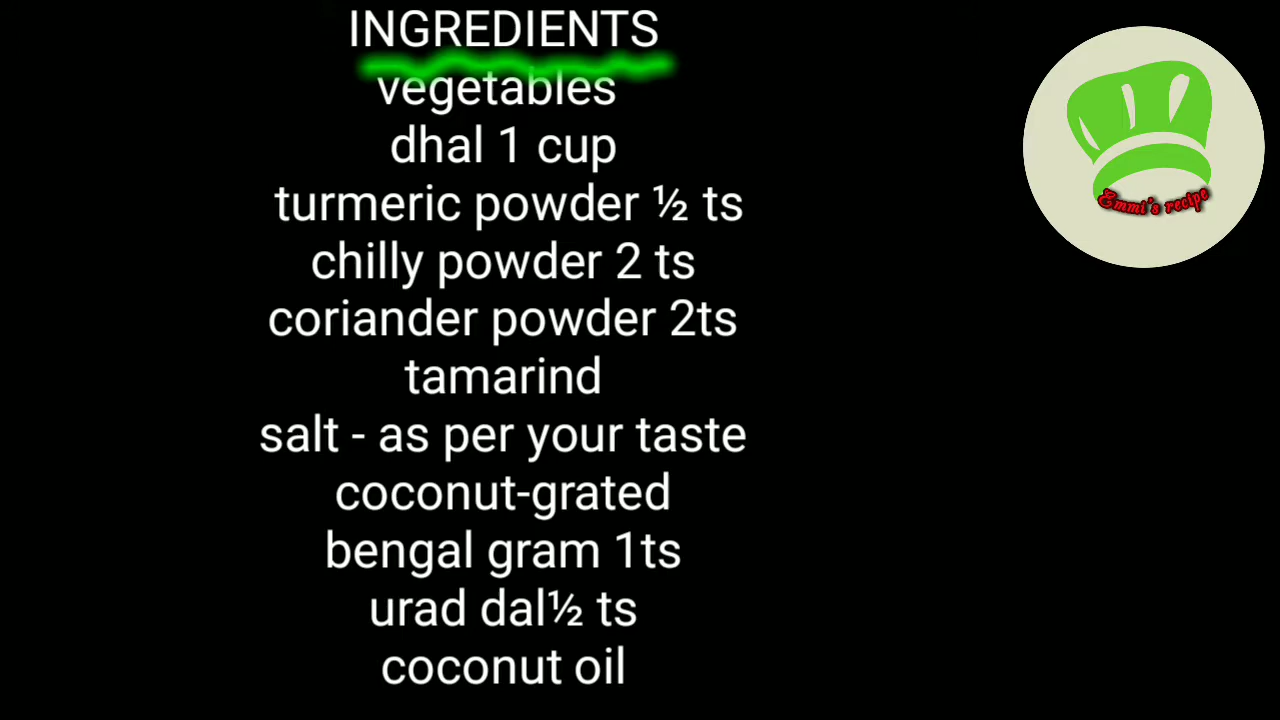 INGREDIENTS
vegetables
dhal 1 cup
turmeric powder ½ ts
chilly powder 2 ts
coriander powder 2ts
tamarind
salt - as per your taste
coconut-grated
bengal gram 1ts
urad dal½ ts
coconut oil
Emmi's recipe